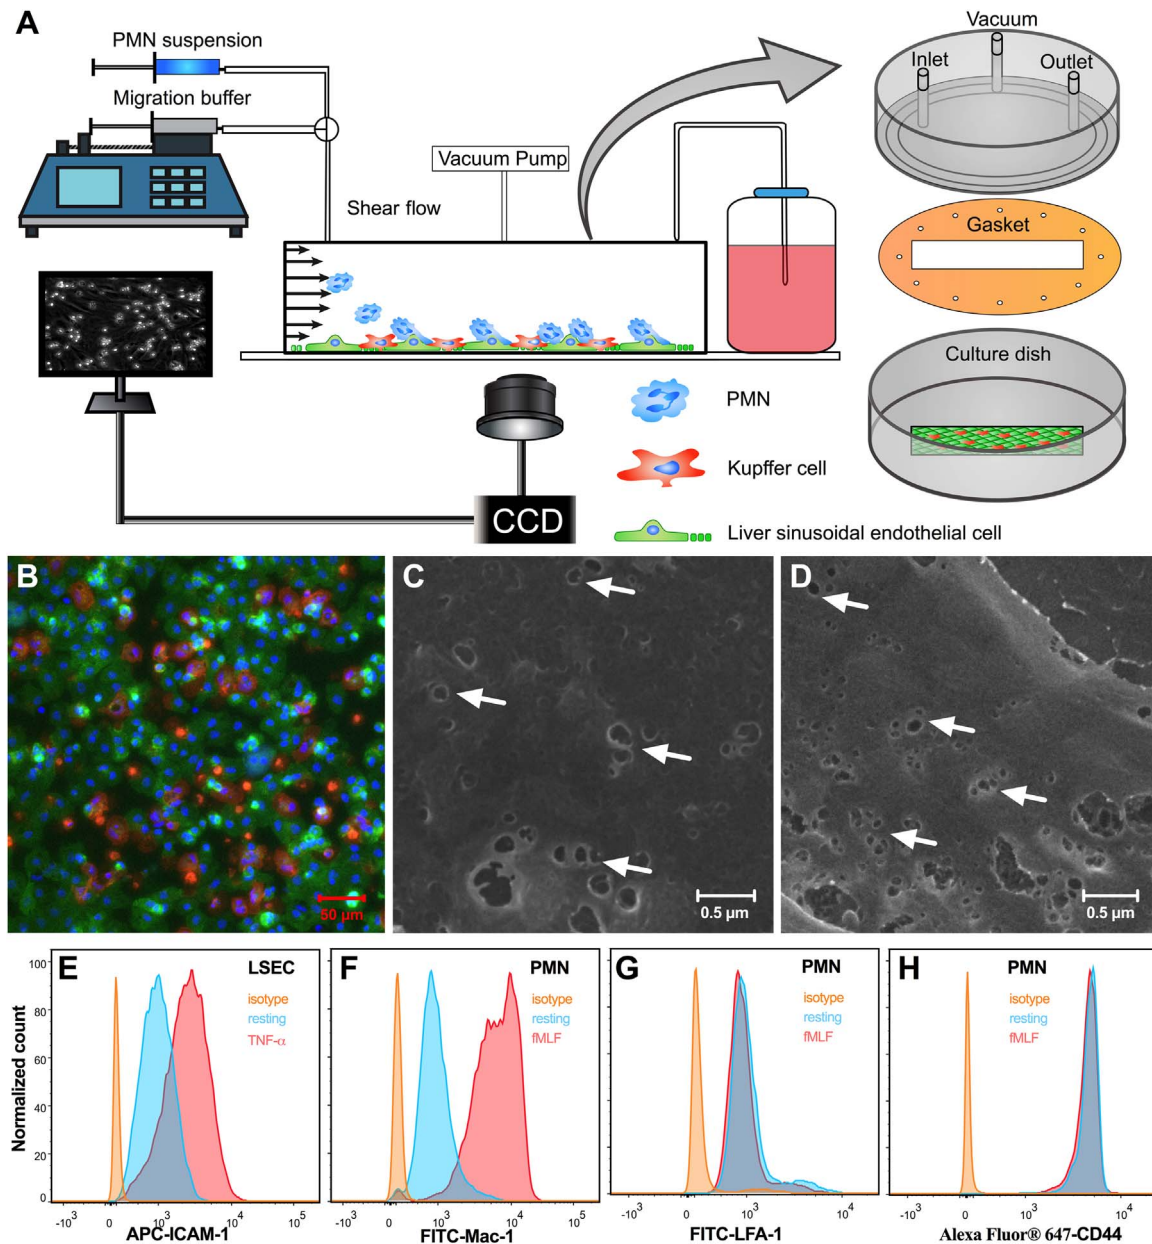 A
PMN suspension
Migration buffer
Vacuum Pump
Shear flow
Vacuum
Inlet
Outlet
Gasket
Culture dish
PMN
Kupffer cell
Liver sinusoidal endothelial cell
CCD
B
50 µm
C
0.5 µm
D
0.5 µm
Normalized count
100
80
60
40
20
0
E
LSEC
isotype
resting
TNF-α
-10³ 0 10³ 10⁴ 10⁵
APC-ICAM-1
F
PMN
isotype
resting
fMLF
-10³ 0 10³ 10⁴ 10⁵
FITC-Mac-1
G
PMN
isotype
resting
fMLF
-10³ 0 10³ 10⁴
FITC-LFA-1
H
PMN
isotype
resting
fMLF
-10³ 0 10³ 10⁴
Alexa Fluor® 647-CD44